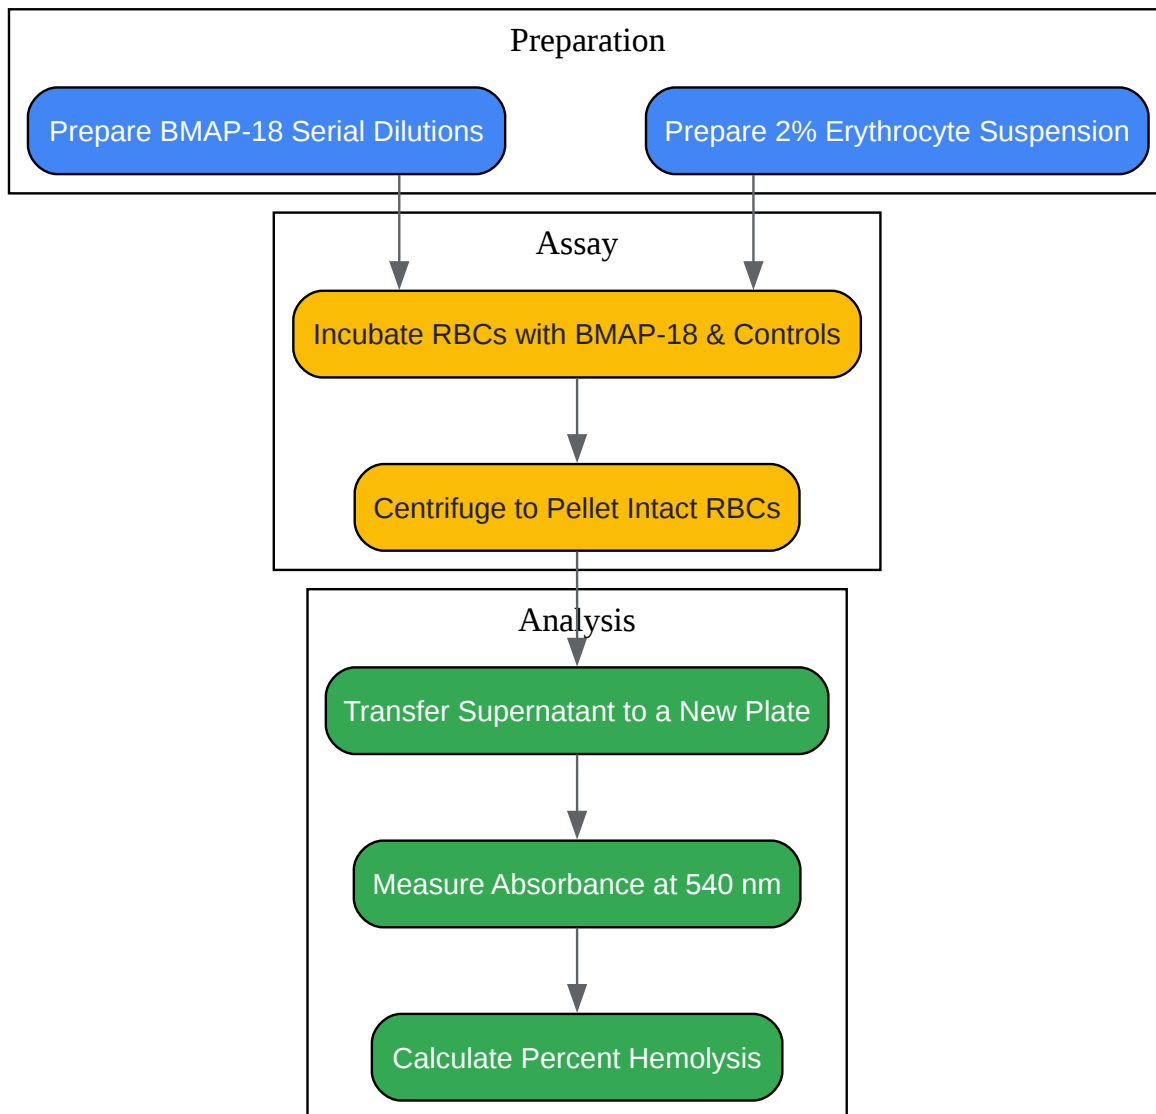 Preparation
Prepare BMAP-18 Serial Dilutions
Prepare 2% Erythrocyte Suspension
Assay
Incubate RBCs with BMAP-18 & Controls
Centrifuge to Pellet Intact RBCs
Analysis
Transfer Supernatant to a New Plate
Measure Absorbance at 540 nm
Calculate Percent Hemolysis